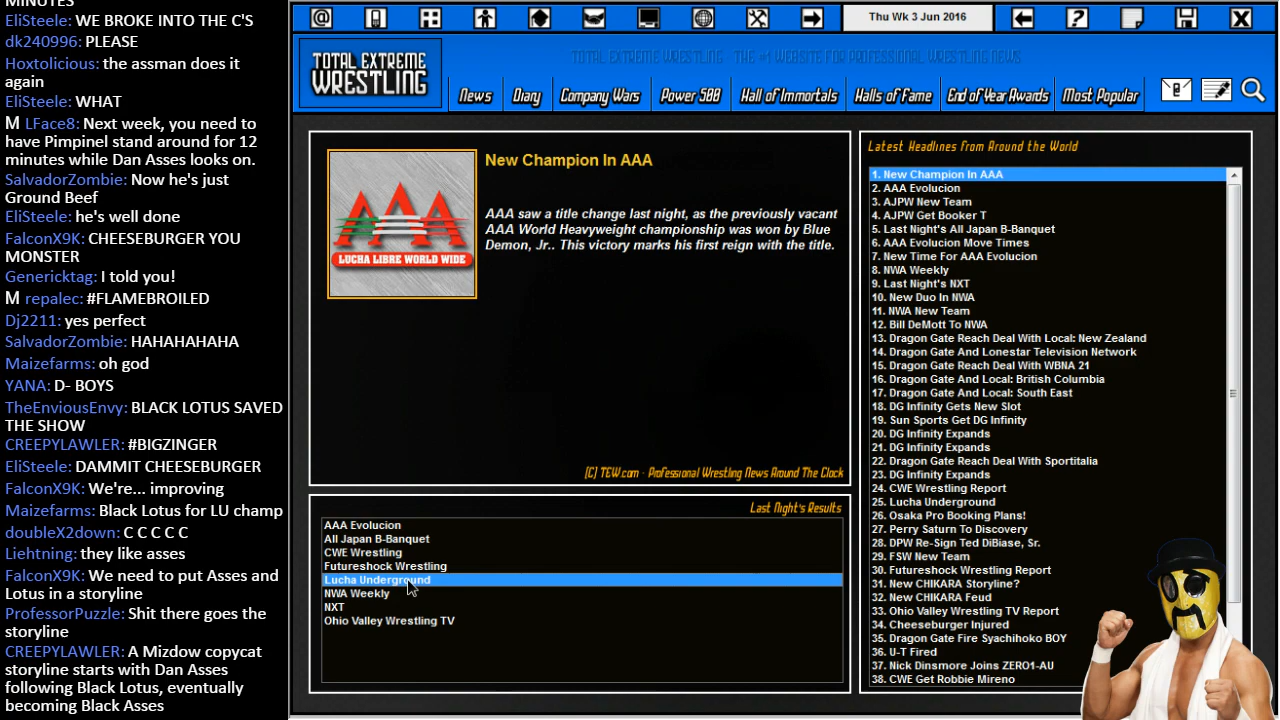 MINUTES
EliSteele: WE BROKE INTO THE C'S
dk240996: PLEASE
Hoxtolicious: the assman does it
again
EliSteele: WHAT
M LFace8: Next week, you need to
have Pimpinel stand around for 12
minutes while Dan Asses looks on.
SalvadorZombie: Now he's just
Ground Beef
EliSteele: he's well done
FalconX9K: CHEESEBURGER YOU
MONSTER
Genericktag: I told you!
M repalec: #FLAMEBROILED
Dj2211: yes perfect
SalvadorZombie: HAHAHAHAHA
Maizefarms: oh god
YANA: D- BOYS
TheEnviousEnvy: BLACK LOTUS SAVED
THE SHOW
CREEPYLAWLER: #BIGZINGER
EliSteele: DAMMIT CHEESEBURGER
FalconX9K: We're... improving
Maizefarms: Black Lotus for LU champ
doubleX2down: C C C C C
Liehtning: they like asses
FalconX9K: We need to put Asses and
Lotus in a storyline
ProfessorPuzzle: Shit there goes the
storyline
CREEPYLAWLER: A Mizdow copycat
storyline starts with Dan Asses
following Black Lotus, eventually
becoming Black Asses
Thu Wk 3 Jun 2016
TOTAL EXTREME
WRESTLING
TOTAL EXTREME WRESTLING - THE #1 WEBSITE FOR PROFESSIONAL WRESTLING NEWS
News
Diary
Company Wars
Power 500
Hall of Immortals
Halls of Fame
End of Year Awards
Most Popular
AAA
LUCHA LIBRE WORLD WIDE
New Champion In AAA
AAA saw a title change last night, as the previously vacant
AAA World Heavyweight championship was won by Blue
Demon, Jr.. This victory marks his first reign with the title.
(C) TEW.com - Professional Wrestling News Around The Clock
Last Night's Results
AAA Evolucion
All Japan B-Banquet
CWE Wrestling
Futureshock Wrestling
Lucha Underground
NWA Weekly
NXT
Ohio Valley Wrestling TV
Latest Headlines From Around the World
1. New Champion In AAA
2. AAA Evolucion
3. AJPW New Team
4. AJPW Get Booker T
5. Last Night's All Japan B-Banquet
6. AAA Evolucion Move Times
7. New Time For AAA Evolucion
8. NWA Weekly
9. Last Night's NXT
10. New Duo In NWA
11. NWA New Team
12. Bill DeMott To NWA
13. Dragon Gate Reach Deal With Local: New Zealand
14. Dragon Gate And Lonestar Television Network
15. Dragon Gate Reach Deal With WBNA 21
16. Dragon Gate And Local: British Columbia
17. Dragon Gate And Local: South East
18. DG Infinity Gets New Slot
19. Sun Sports Get DG Infinity
20. DG Infinity Expands
21. DG Infinity Expands
22. Dragon Gate Reach Deal With Sportitalia
23. DG Infinity Expands
24. CWE Wrestling Report
25. Lucha Underground
26. Osaka Pro Booking Plans!
27. Perry Saturn To Discovery
28. DPW Re-Sign Ted DiBiase, Sr.
29. FSW New Team
30. Futureshock Wrestling Report
31. New CHIKARA Storyline?
32. New CHIKARA Feud
33. Ohio Valley Wrestling TV Report
34. Cheeseburger Injured
35. Dragon Gate Fire Syachihoko BOY
36. U-T Fired
37. Nick Dinsmore Joins ZERO1-AU
38. CWE Get Robbie Mireno